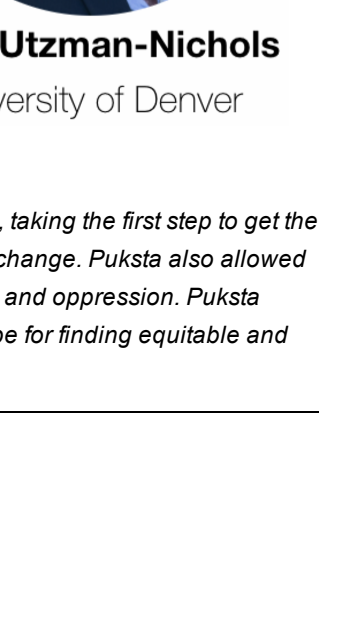 Utzman-Nichols
versity of Denver
, taking the first step to get the
change. Puksta also allowed
and oppression. Puksta
for finding equitable and